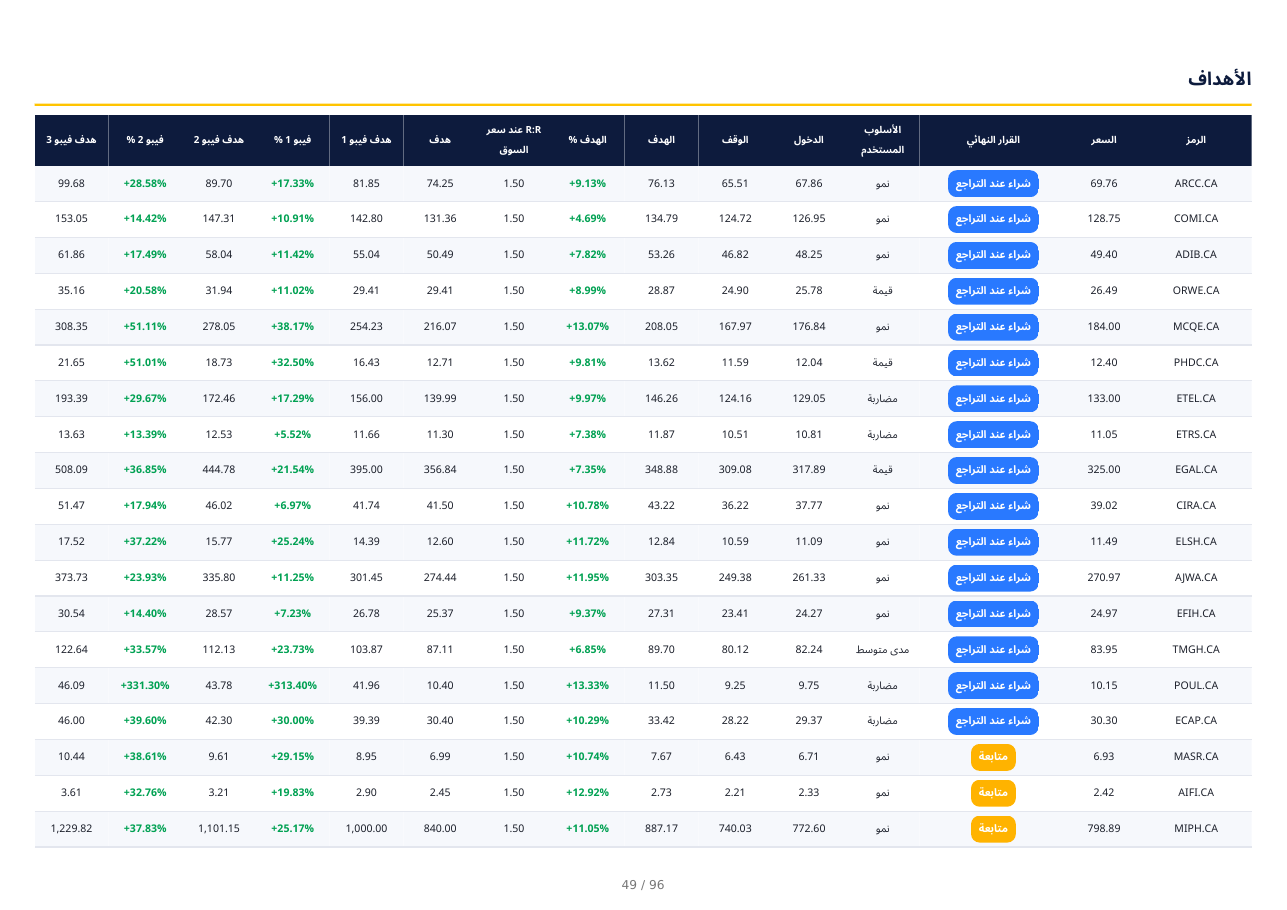 الأهداف
الرمز السعر القرار النهائي الأسلوب المستخدم الدخول الوقف الهدف الهدف % R:R عند سعر السوق هدف هدف فيبو 1 فيبو 1 % هدف فيبو 2 فيبو 2 % هدف فيبو 3
ARCC.CA 69.76 شراء عند التراجع نمو 67.86 65.51 76.13 +9.13% 1.50 74.25 81.85 +17.33% 89.70 +28.58% 99.68
COMI.CA 128.75 شراء عند التراجع نمو 126.95 124.72 134.79 +4.69% 1.50 131.36 142.80 +10.91% 147.31 +14.42% 153.05
ADIB.CA 49.40 شراء عند التراجع نمو 48.25 46.82 53.26 +7.82% 1.50 50.49 55.04 +11.42% 58.04 +17.49% 61.86
ORWE.CA 26.49 شراء عند التراجع قيمة 25.78 24.90 28.87 +8.99% 1.50 29.41 29.41 +11.02% 31.94 +20.58% 35.16
MCQE.CA 184.00 شراء عند التراجع نمو 176.84 167.97 208.05 +13.07% 1.50 216.07 254.23 +38.17% 278.05 +51.11% 308.35
PHDC.CA 12.40 شراء عند التراجع قيمة 12.04 11.59 13.62 +9.81% 1.50 12.71 16.43 +32.50% 18.73 +51.01% 21.65
ETEL.CA 133.00 شراء عند التراجع مضاربة 129.05 124.16 146.26 +9.97% 1.50 139.99 156.00 +17.29% 172.46 +29.67% 193.39
ETRS.CA 11.05 شراء عند التراجع مضاربة 10.81 10.51 11.87 +7.38% 1.50 11.30 11.66 +5.52% 12.53 +13.39% 13.63
EGAL.CA 325.00 شراء عند التراجع قيمة 317.89 309.08 348.88 +7.35% 1.50 356.84 395.00 +21.54% 444.78 +36.85% 508.09
CIRA.CA 39.02 شراء عند التراجع نمو 37.77 36.22 43.22 +10.78% 1.50 41.50 41.74 +6.97% 46.02 +17.94% 51.47
ELSH.CA 11.49 شراء عند التراجع نمو 11.09 10.59 12.84 +11.72% 1.50 12.60 14.39 +25.24% 15.77 +37.22% 17.52
AJWA.CA 270.97 شراء عند التراجع نمو 261.33 249.38 303.35 +11.95% 1.50 274.44 301.45 +11.25% 335.80 +23.93% 373.73
EFIH.CA 24.97 شراء عند التراجع نمو 24.27 23.41 27.31 +9.37% 1.50 25.37 26.78 +7.23% 28.57 +14.40% 30.54
TMGH.CA 83.95 شراء عند التراجع مدى متوسط 82.24 80.12 89.70 +6.85% 1.50 87.11 103.87 +23.73% 112.13 +33.57% 122.64
POUL.CA 10.15 شراء عند التراجع مضاربة 9.75 9.25 11.50 +13.33% 1.50 10.40 41.96 +313.40% 43.78 +331.30% 46.09
ECAP.CA 30.30 شراء عند التراجع مضاربة 29.37 28.22 33.42 +10.29% 1.50 30.40 39.39 +30.00% 42.30 +39.60% 46.00
MASR.CA 6.93 متابعة نمو 6.71 6.43 7.67 +10.74% 1.50 6.99 8.95 +29.15% 9.61 +38.61% 10.44
AIFI.CA 2.42 متابعة نمو 2.33 2.21 2.73 +12.92% 1.50 2.45 2.90 +19.83% 3.21 +32.76% 3.61
MIPH.CA 798.89 متابعة نمو 772.60 740.03 887.17 +11.05% 1.50 840.00 1,000.00 +25.17% 1,101.15 +37.83% 1,229.82
49 / 96